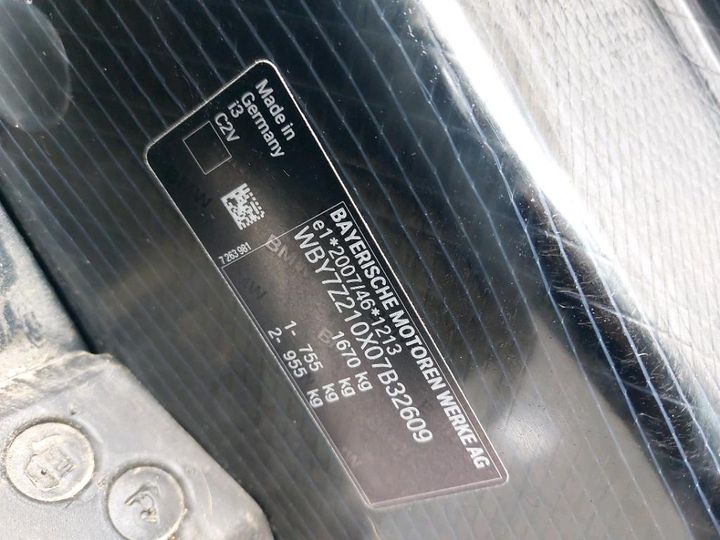 BAYERISCHE MOTOREN WERKE AG
e1*2007/46*1213
WBY7Z210X07B32609
1670 kg
1- 755 kg
2- 955 kg
7 263 981
Made in
Germany
i3
C2V